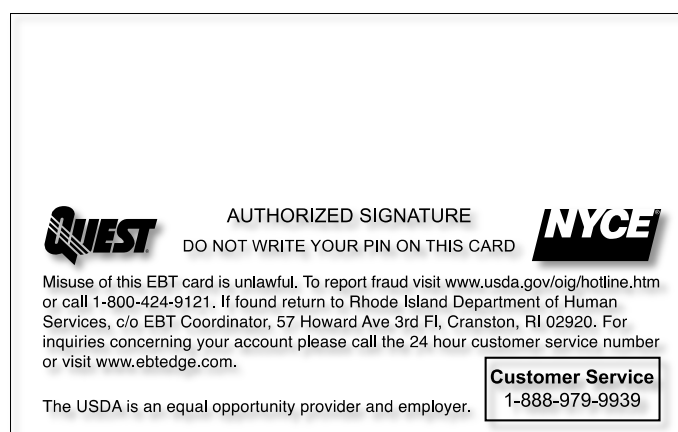 QUEST
AUTHORIZED SIGNATURE
NYCE®
DO NOT WRITE YOUR PIN ON THIS CARD
Misuse of this EBT card is unlawful. To report fraud visit www.usda.gov/oig/hotline.htm
or call 1-800-424-9121. If found return to Rhode Island Department of Human
Services, c/o EBT Coordinator, 57 Howard Ave 3rd Fl, Cranston, RI 02920. For
inquiries concerning your account please call the 24 hour customer service number
or visit www.ebtedge.com.
Customer Service
1-888-979-9939
The USDA is an equal opportunity provider and employer.